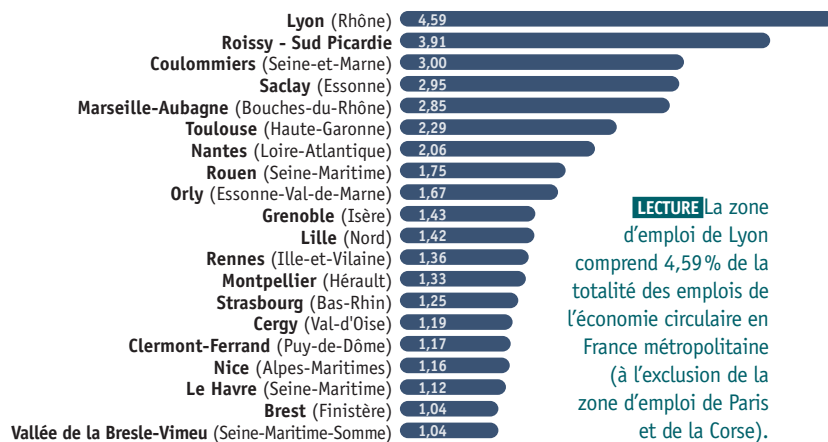 Lyon (Rhône) 4,59
Roissy - Sud Picardie 3,91
Coulommiers (Seine-et-Marne) 3,00
Saclay (Essonne) 2,95
Marseille-Aubagne (Bouches-du-Rhône) 2,85
Toulouse (Haute-Garonne) 2,29
Nantes (Loire-Atlantique) 2,06
Rouen (Seine-Maritime) 1,75
Orly (Essonne-Val-de-Marne) 1,67
Grenoble (Isère) 1,43
Lille (Nord) 1,42
Rennes (Ille-et-Vilaine) 1,36
Montpellier (Hérault) 1,33
Strasbourg (Bas-Rhin) 1,25
Cergy (Val-d'Oise) 1,19
Clermont-Ferrand (Puy-de-Dôme) 1,17
Nice (Alpes-Maritimes) 1,16
Le Havre (Seine-Maritime) 1,12
Brest (Finistère) 1,04
Vallée de la Bresle-Vimeu (Seine-Maritime-Somme) 1,04
LECTURE La zone
d'emploi de Lyon
comprend 4,59 % de la
totalité des emplois de
l'économie circulaire en
France métropolitaine
(à l'exclusion de la
zone d'emploi de Paris
et de la Corse).